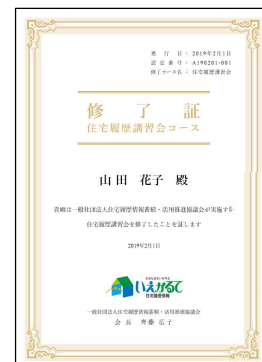 発 行 日：2019年2月1日
認 定 番 号：A190201-001
修了コース名：住宅履歴講習会
修 了 証
住宅履歴講習会コース
山田 花子 殿
貴殿は一般社団法人住宅履歴情報蓄積・活用推進協議会が実施する
住宅履歴講習会を修了したことを証します
2019年2月1日
いえかるて
住宅履歴情報
一般社団法人住宅履歴情報蓄積・活用推進協議会
会 長 齊藤 広子